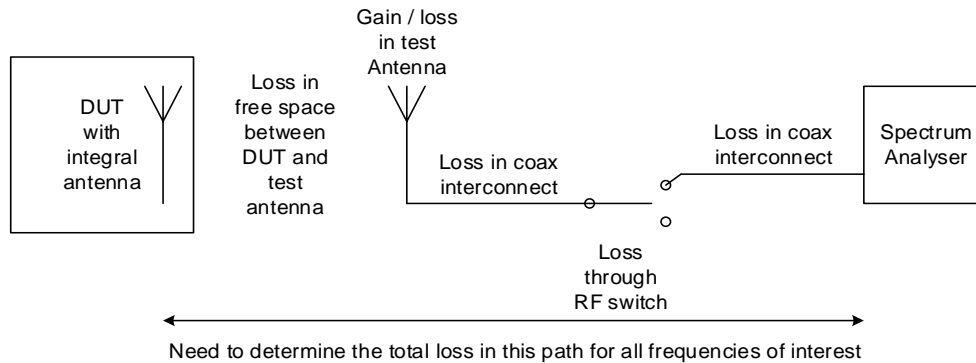 DUT
with
integral
antenna
Loss in
free space
between
DUT and
test
antenna
Gain / loss
in test
Antenna
Loss in coax
interconnect
Loss
through
RF switch
Loss in coax
interconnect
Spectrum
Analyser
Need to determine the total loss in this path for all frequencies of interest